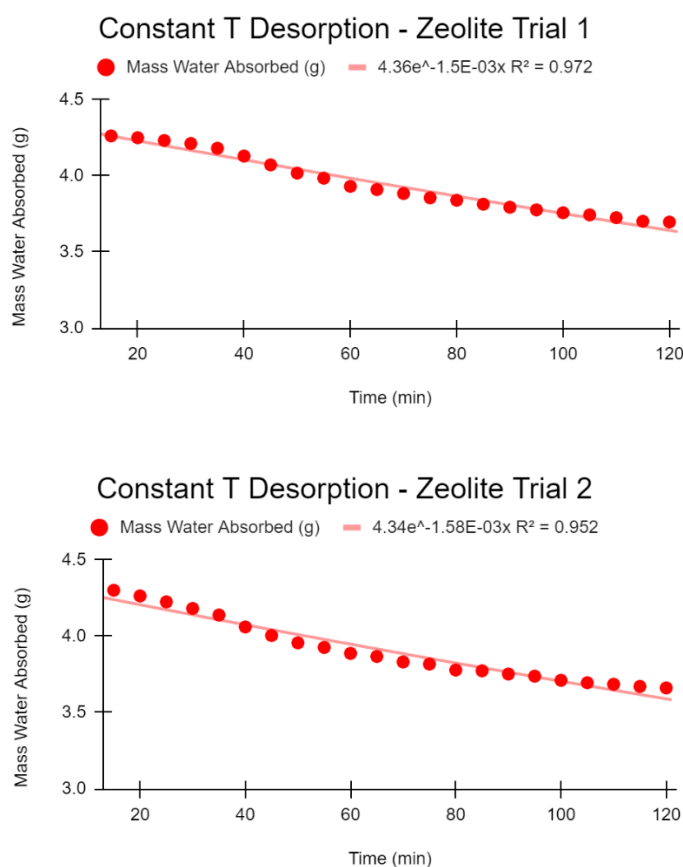 Constant T Desorption - Zeolite Trial 1
Mass Water Absorbed (g) 4.36e^-1.5E-03x R² = 0.972
4.5
4.0
3.5
3.0
Mass Water Absorbed (g)
20 40 60 80 100 120
Time (min)
Constant T Desorption - Zeolite Trial 2
Mass Water Absorbed (g) 4.34e^-1.58E-03x R² = 0.952
4.5
4.0
3.5
3.0
Mass Water Absorbed (g)
20 40 60 80 100 120
Time (min)